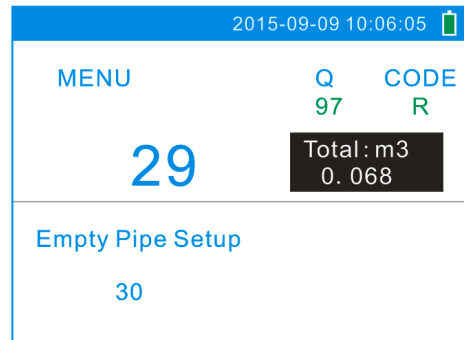 2015-09-09 10:06:05
MENU Q CODE
97 R
29 Total:m3
0.068
Empty Pipe Setup
30